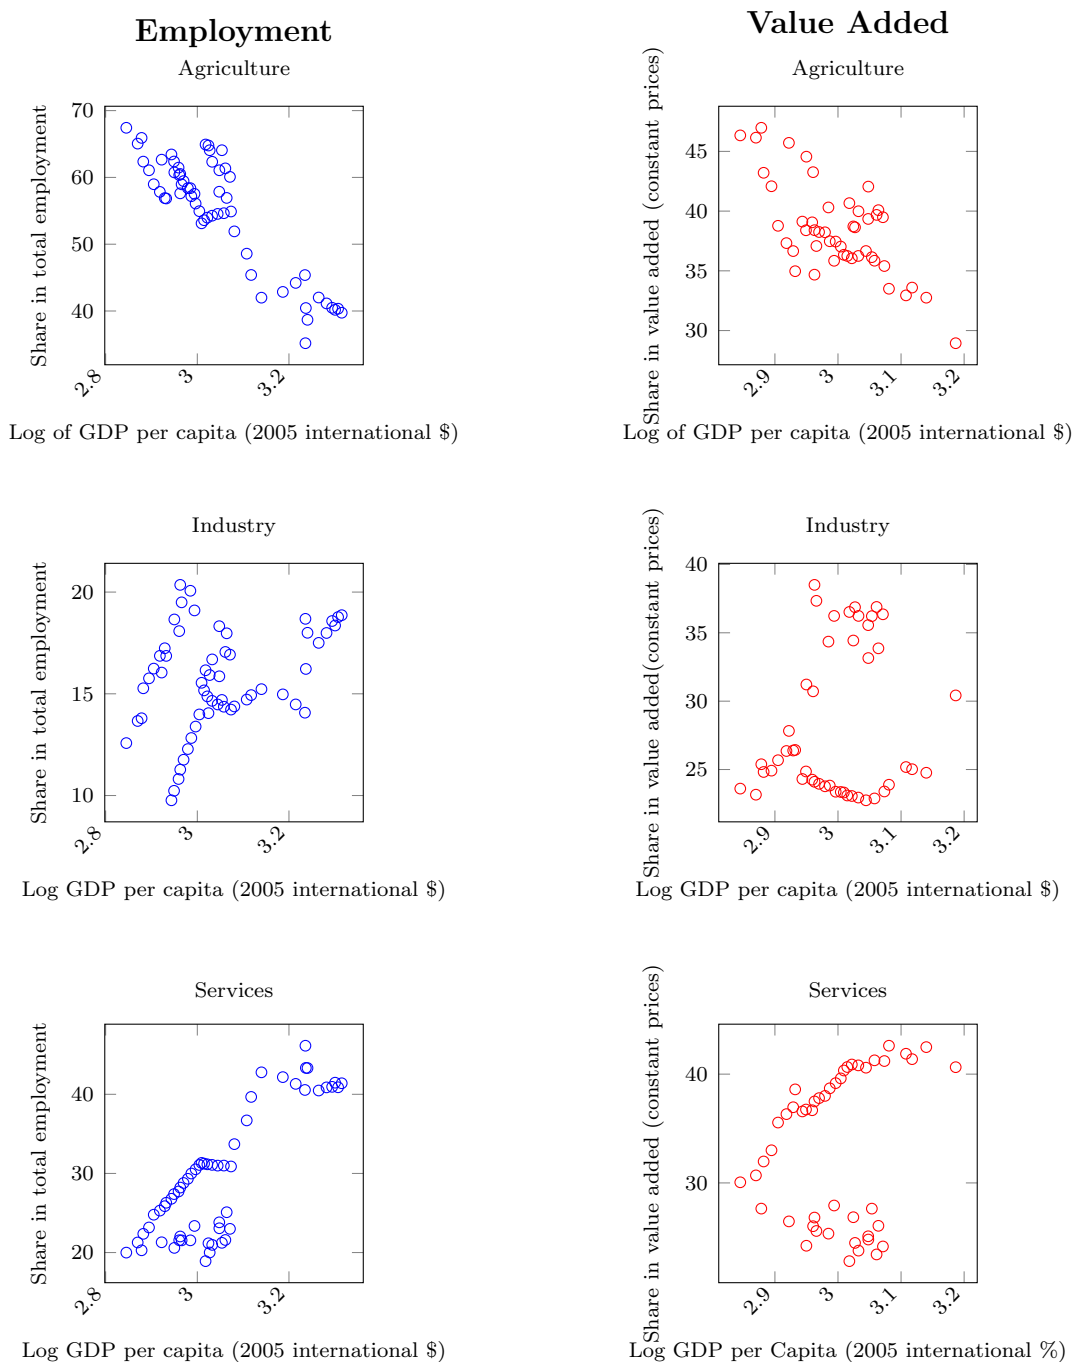 Employment
Value Added
Agriculture
Share in total employment
70
60
50
40
2.8
3
3.2
Log of GDP per capita (2005 international $)
Agriculture
Share in value added (constant prices)
45
40
35
30
2.9
3
3.1
3.2
Log of GDP per capita (2005 international $)
Industry
Share in total employment
20
15
10
2.8
3
3.2
Log GDP per capita (2005 international $)
Industry
Share in value added(constant prices)
40
35
30
25
2.9
3
3.1
3.2
Log GDP per capita (2005 international $)
Services
Share in total employment
40
30
20
2.8
3
3.2
Log GDP per capita (2005 international $)
Services
Share in value added (constant prices)
40
30
2.9
3
3.1
3.2
Log GDP per Capita (2005 international %)